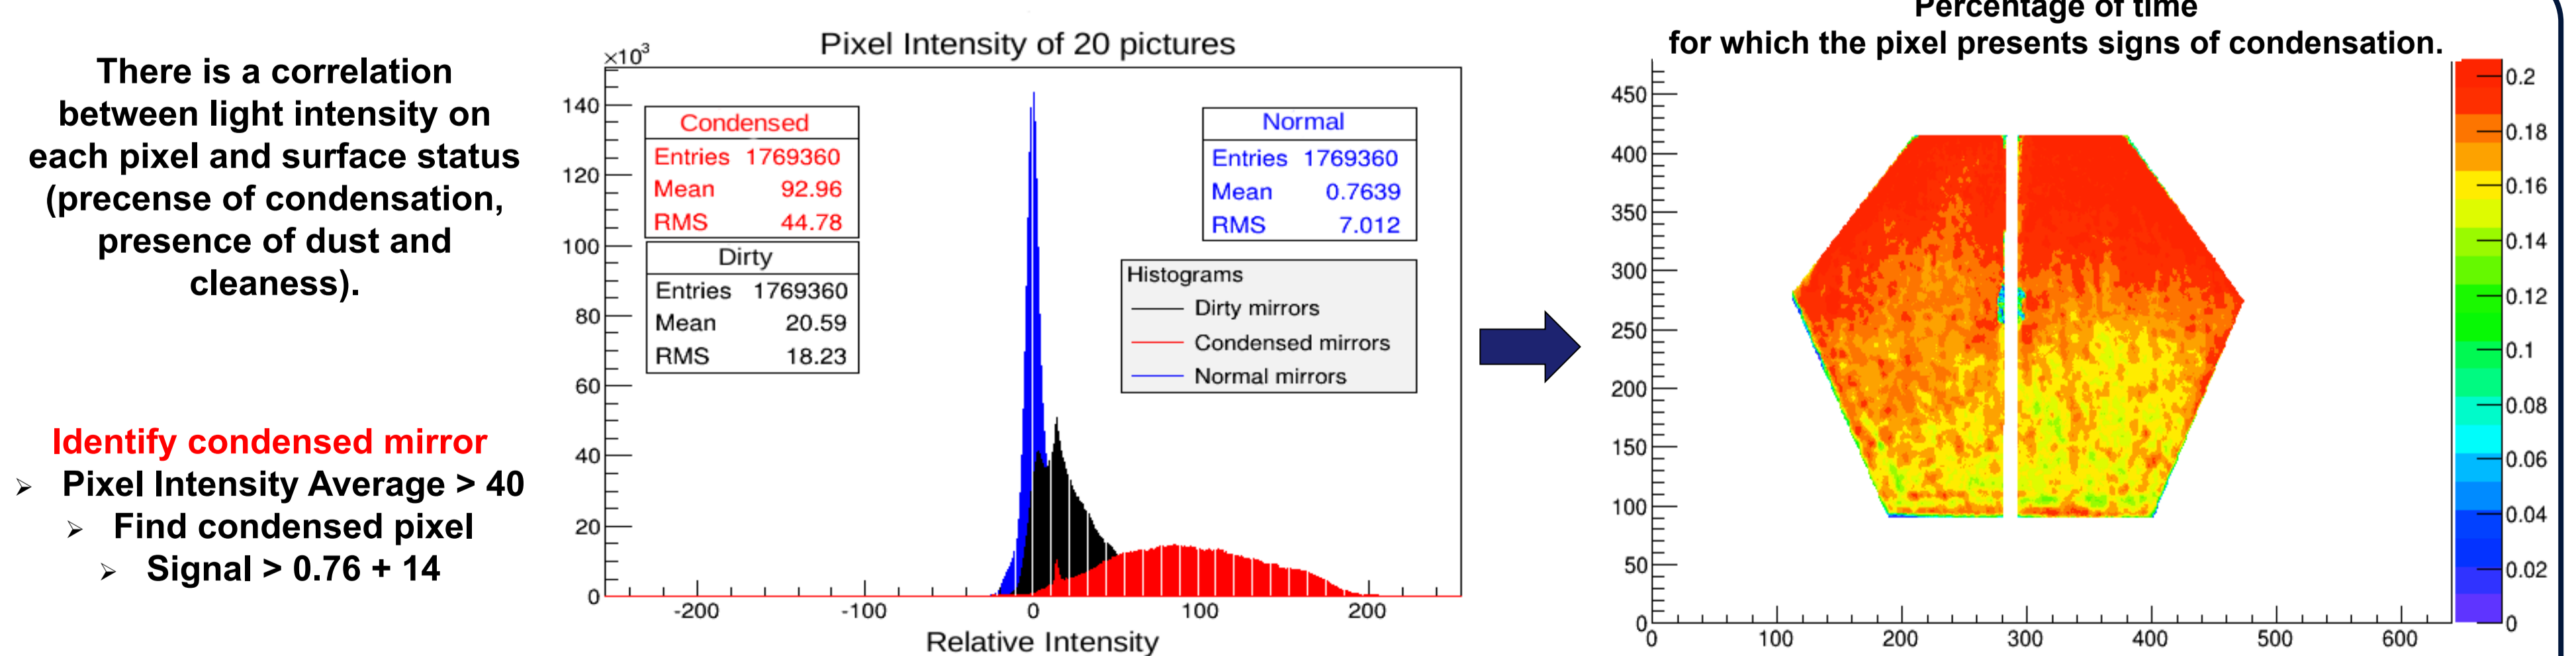 There is a correlation
between light intensity on
each pixel and surface status
(precense of condensation,
presence of dust and
cleaness).
Identify condensed mirror
➢ Pixel Intensity Average > 40
➢ Find condensed pixel
➢ Signal > 0.76 + 14
Pixel Intensity of 20 pictures
×10³
140
120
100
80
60
40
20
0
Condensed
Entries 1769360
Mean 92.96
RMS 44.78
Dirty
Entries 1769360
Mean 20.59
RMS 18.23
Normal
Entries 1769360
Mean 0.7639
RMS 7.012
Histograms
Dirty mirrors
Condensed mirrors
Normal mirrors
-200 -100 0 100 200
Relative Intensity
Percentage of time
for which the pixel presents signs of condensation.
450
400
350
300
250
200
150
100
50
0
0 100 200 300 400 500 600
0.2
0.18
0.16
0.14
0.12
0.1
0.08
0.06
0.04
0.02
0